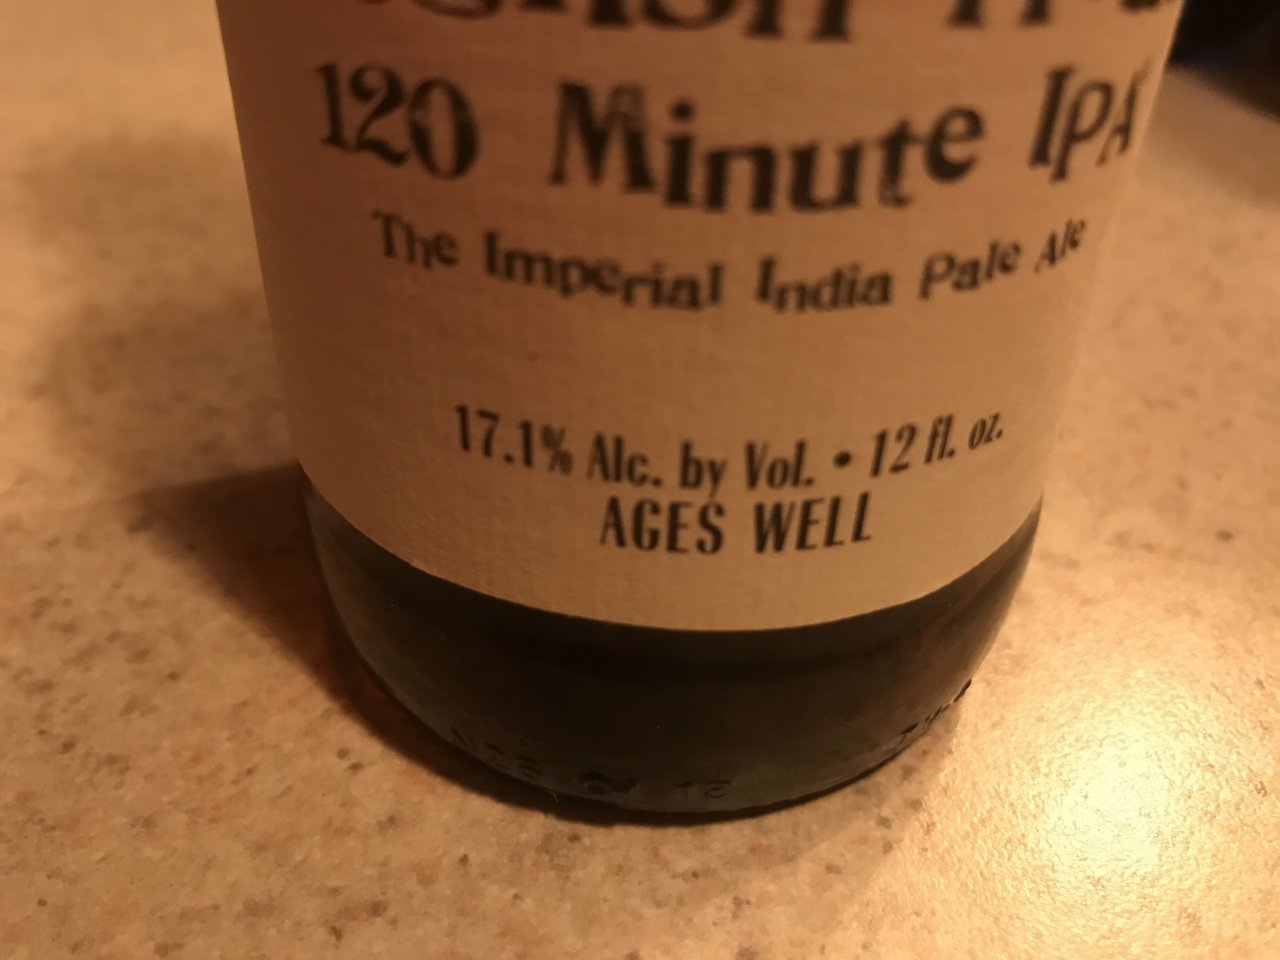 120 Minute IPA
The Imperial India Pale Ale
17.1% Alc. by Vol. • 12 fl. oz.
AGES WELL